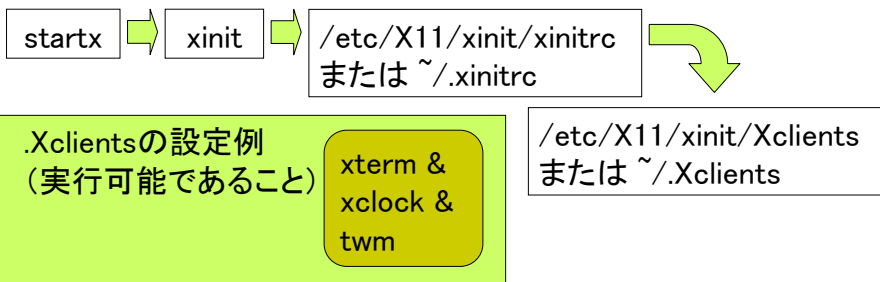 startx
xinit
/etc/X11/xinit/xinitrc
または ~/.xinitrc
/etc/X11/xinit/Xclients
または ~/.Xclients
.Xclientsの設定例
（実行可能であること）
xterm &
xclock &
twm